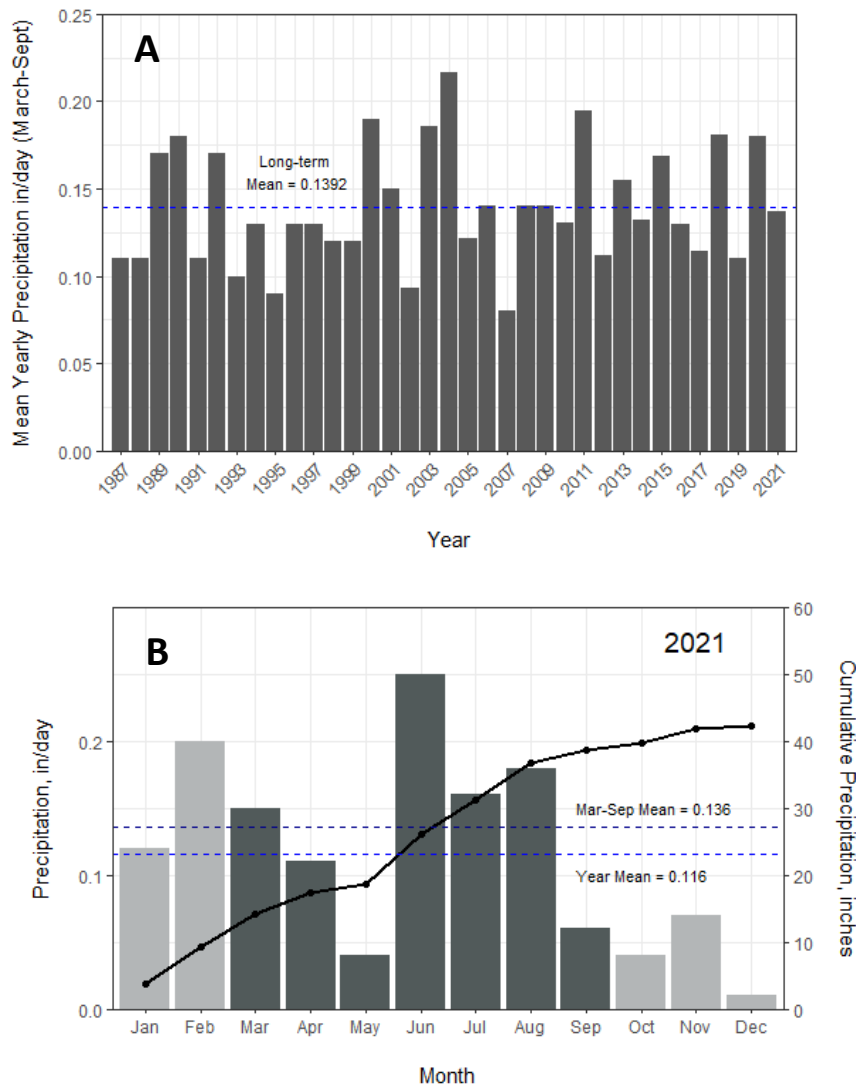 A
Mean Yearly Precipitation in/day (March-Sept)
0.25
0.20
0.15
0.10
0.05
0.00
Long-term
Mean = 0.1392
1987
1989
1991
1993
1995
1997
1999
2001
2003
2005
2007
2009
2011
2013
2015
2017
2019
2021
Year
B
2021
Precipitation, in/day
0.2
0.1
0.0
Mar-Sep Mean = 0.136
Year Mean = 0.116
60
50
40
30
20
10
0
Cumulative Precipitation, inches
Jan Feb Mar Apr May Jun Jul Aug Sep Oct Nov Dec
Month